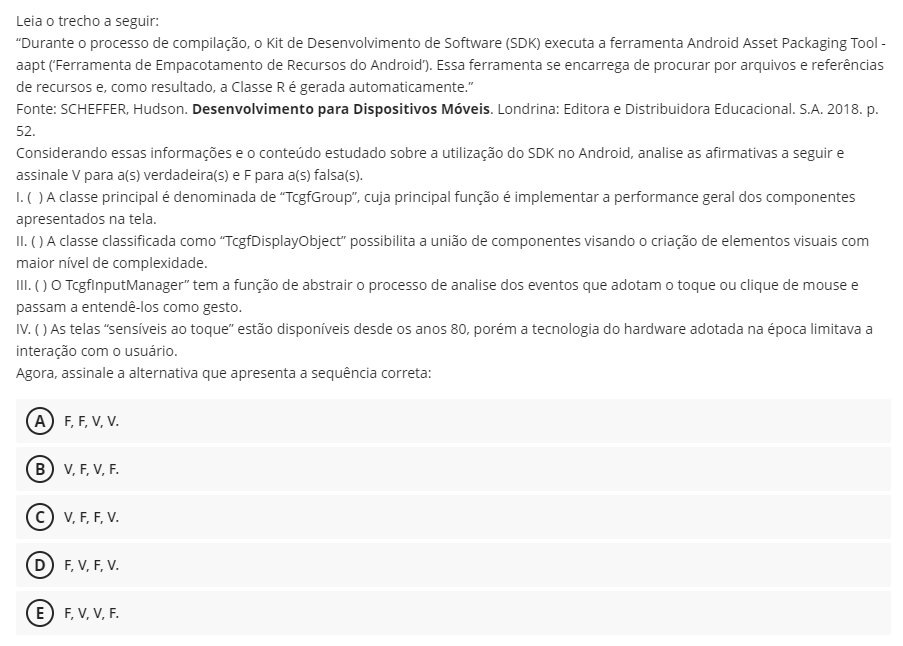 Leia o trecho a seguir:
“Durante o processo de compilação, o Kit de Desenvolvimento de Software (SDK) executa a ferramenta Android Asset Packaging Tool -
aapt (‘Ferramenta de Empacotamento de Recursos do Android’). Essa ferramenta se encarrega de procurar por arquivos e referências
de recursos e, como resultado, a Classe R é gerada automaticamente.”
Fonte: SCHEFFER, Hudson. Desenvolvimento para Dispositivos Móveis. Londrina: Editora e Distribuidora Educacional. S.A. 2018. p.
52.
Considerando essas informações e o conteúdo estudado sobre a utilização do SDK no Android, analise as afirmativas a seguir e
assinale V para a(s) verdadeira(s) e F para a(s) falsa(s).
I. ( ) A classe principal é denominada de “TcgfGroup”, cuja principal função é implementar a performance geral dos componentes
apresentados na tela.
II. ( ) A classe classificada como “TcgfDisplayObject” possibilita a união de componentes visando o criação de elementos visuais com
maior nível de complexidade.
III. ( ) O TcgfInputManager” tem a função de abstrair o processo de analise dos eventos que adotam o toque ou clique de mouse e
passam a entendê-los como gesto.
IV. ( ) As telas “sensíveis ao toque” estão disponíveis desde os anos 80, porém a tecnologia do hardware adotada na época limitava a
interação com o usuário.
Agora, assinale a alternativa que apresenta a sequência correta:
A F, F, V, V.
B V, F, V, F.
C V, F, F, V.
D F, V, F, V.
E F, V, V, F.